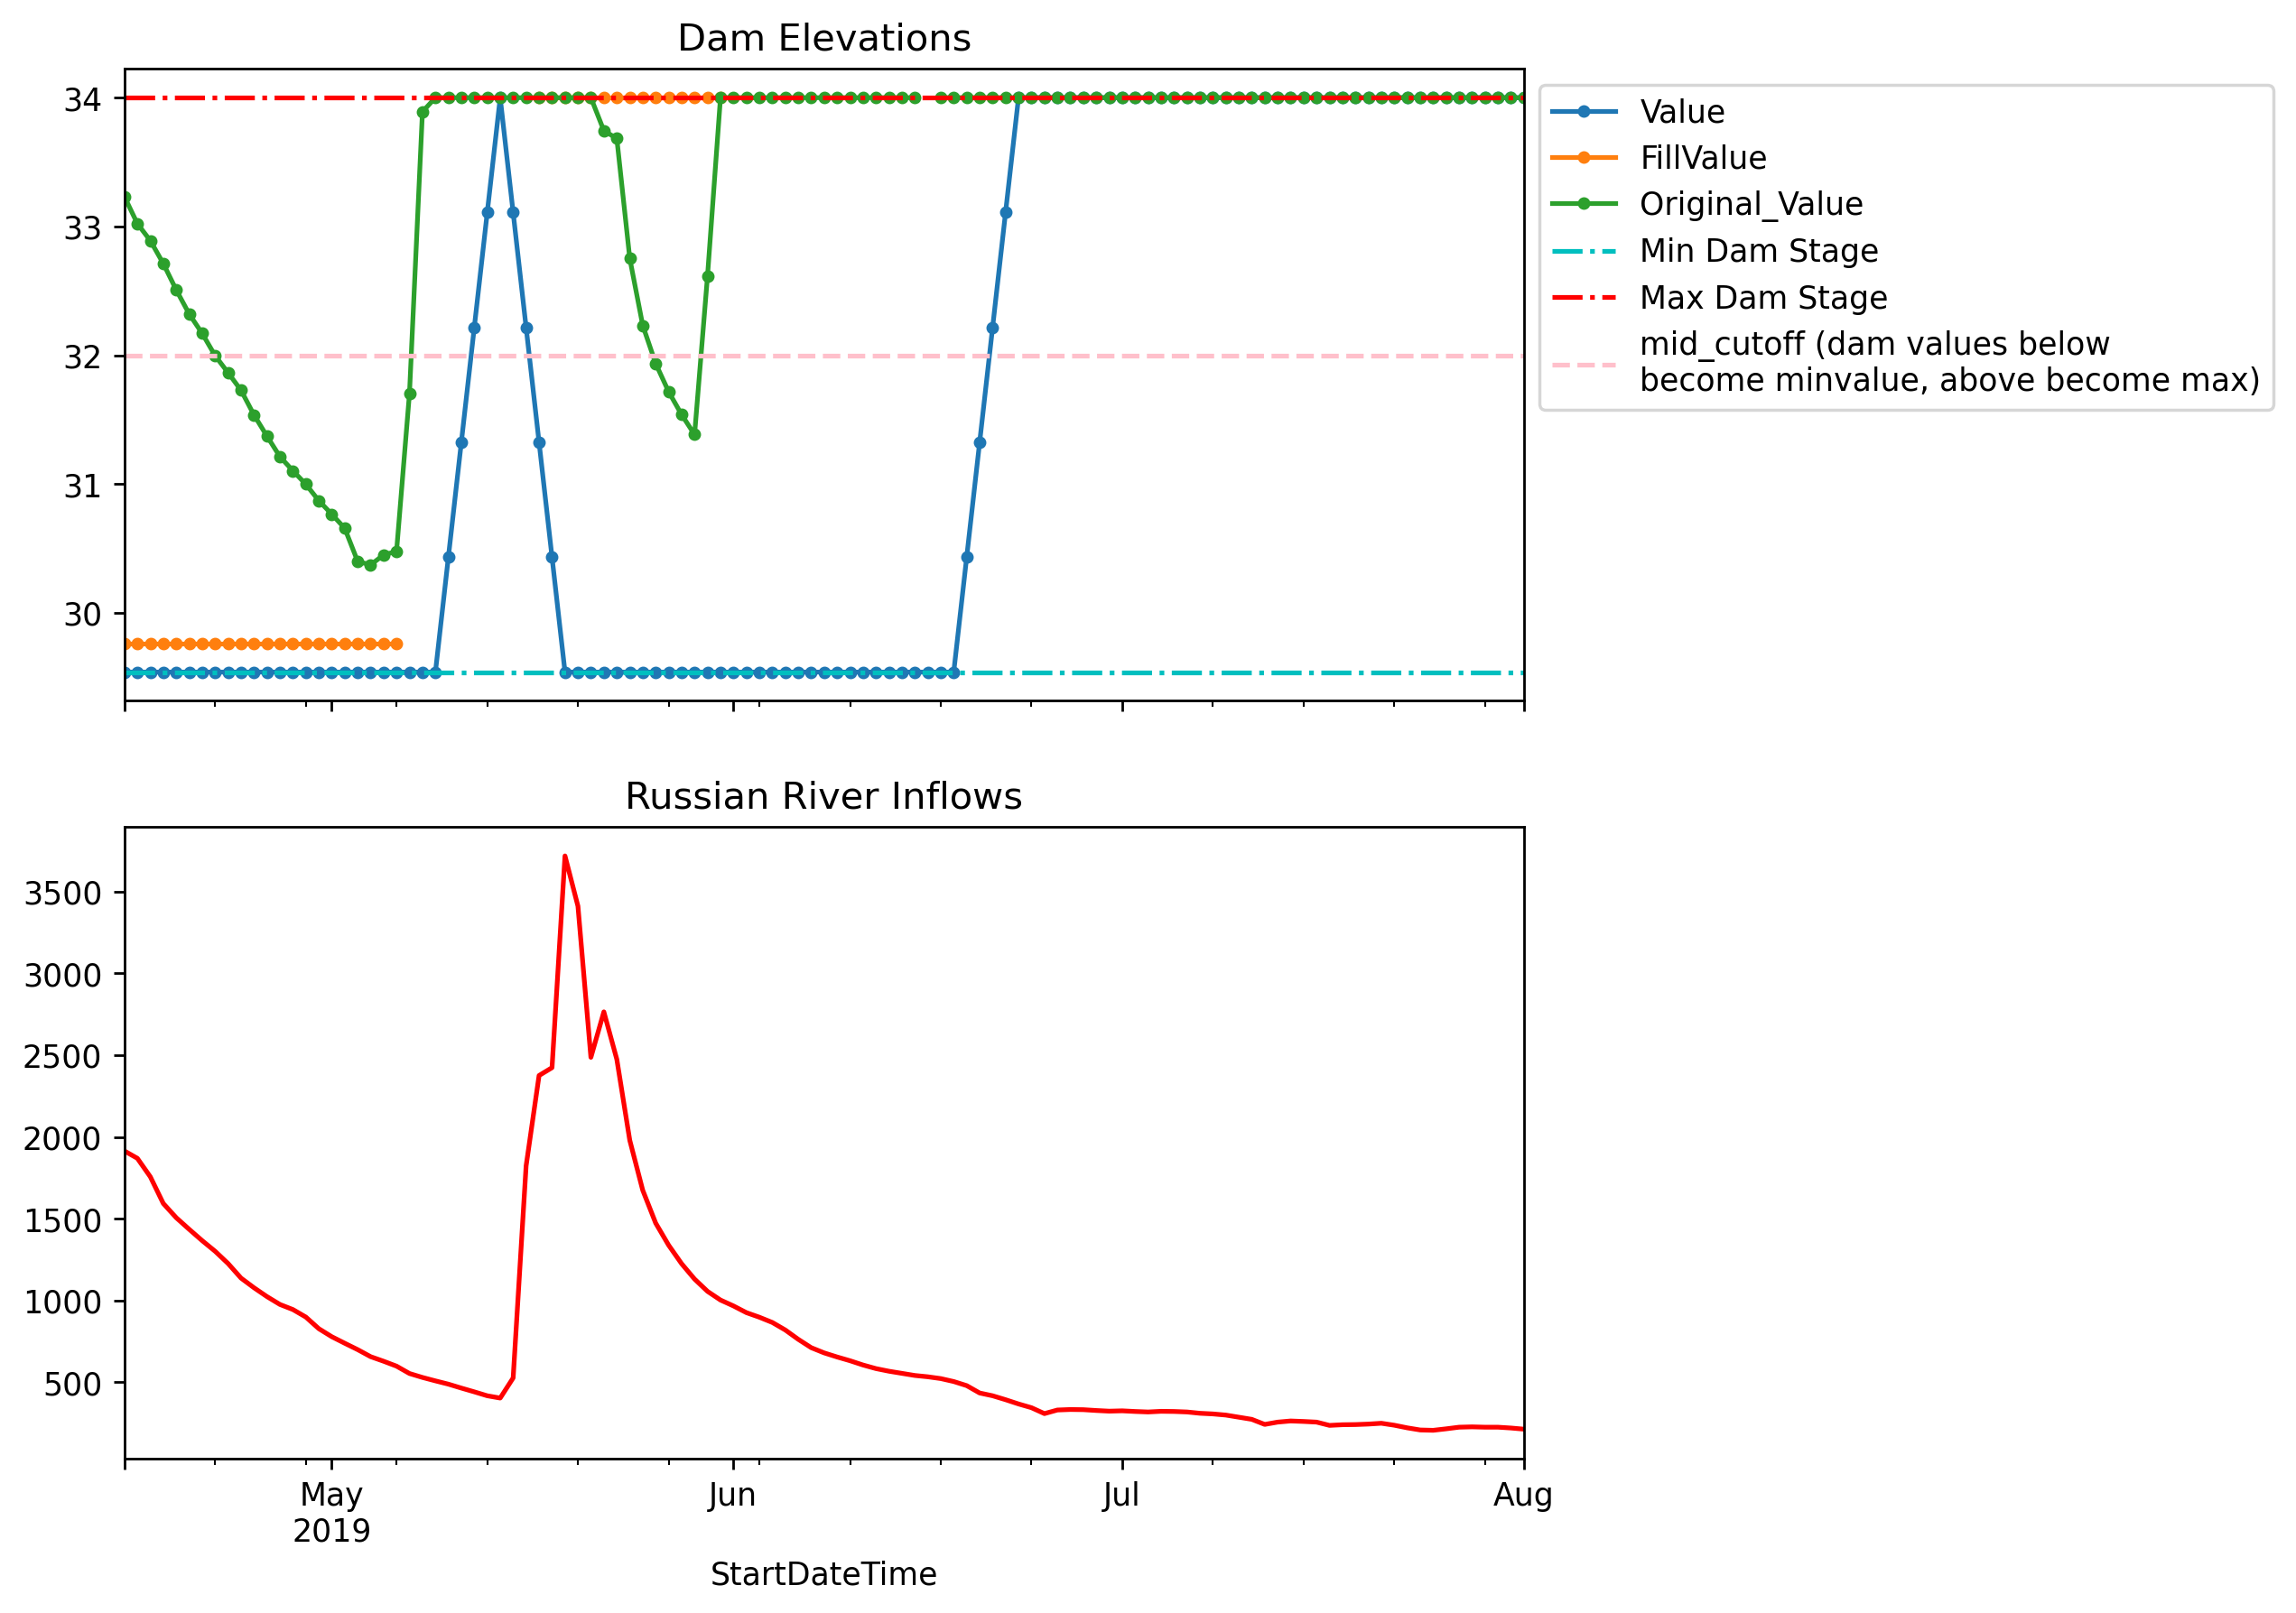 Dam Elevations
34
33
32
31
30
Value
FillValue
Original_Value
Min Dam Stage
Max Dam Stage
mid_cutoff (dam values below
become minvalue, above become max)
Russian River Inflows
3500
3000
2500
2000
1500
1000
500
May Jun Jul Aug
2019
StartDateTime